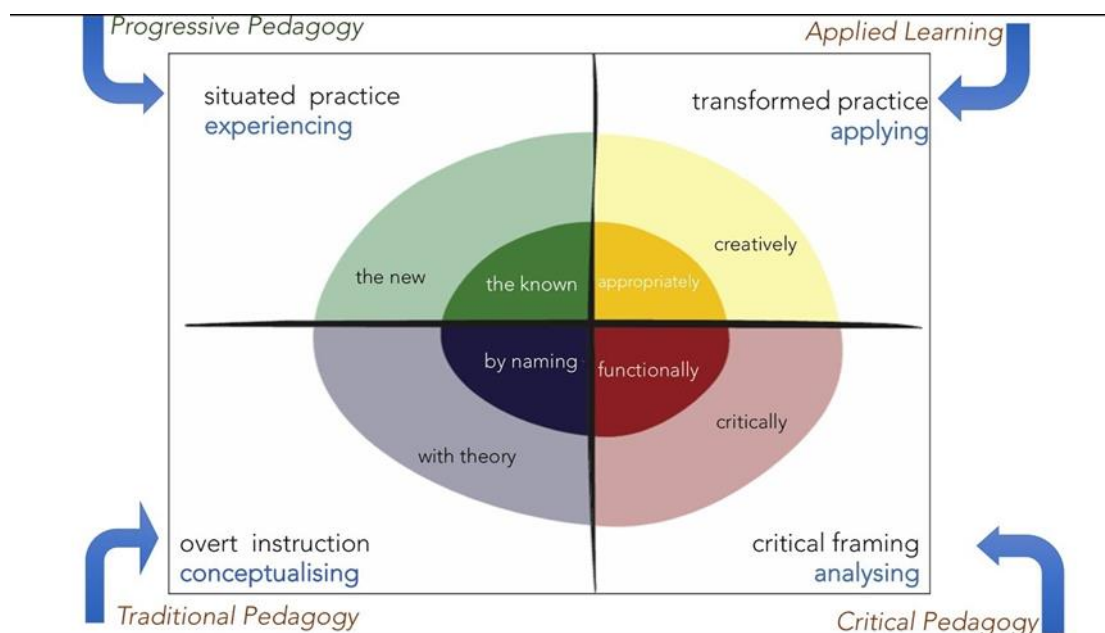 Progressive Pedagogy
Applied Learning
situated practice
experiencing
transformed practice
applying
creatively
the new
the known
appropriately
by naming
functionally
critically
with theory
overt instruction
conceptualising
critical framing
analysing
Traditional Pedagogy
Critical Pedagogy